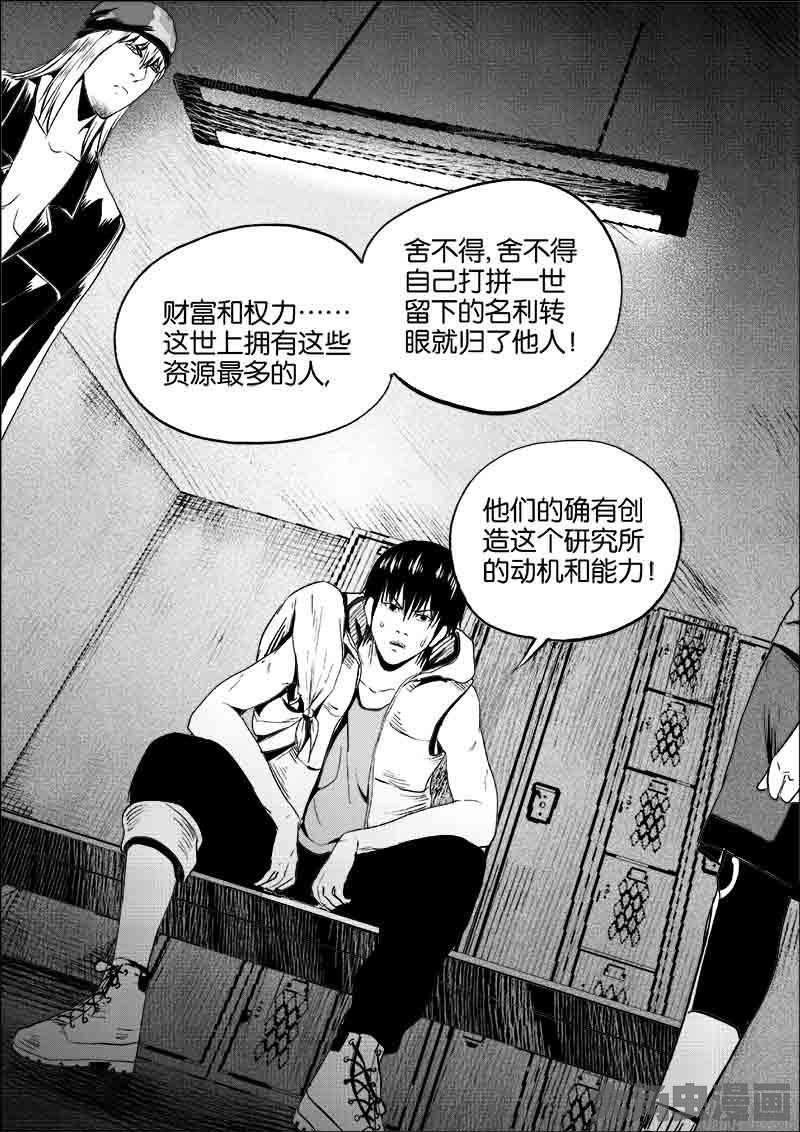 财富和权力……
这世上拥有这些
资源最多的人,
舍不得,舍不得
自己打拼一世
留下的名利转
眼就归了他人!
他们的确有创
造这个研究所
的动机和能力!
虫漫画